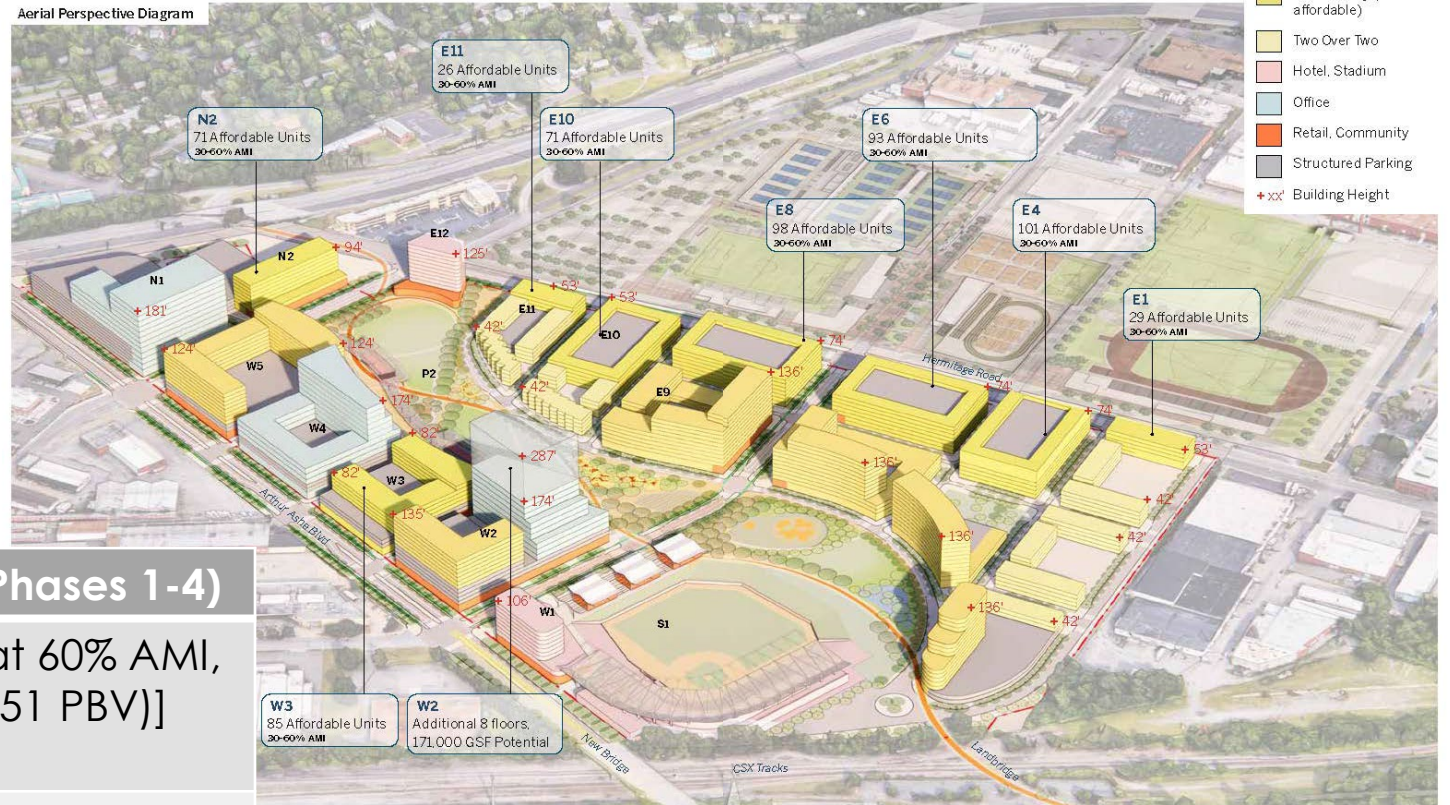 Aerial Perspective Diagram
affordable)
Two Over Two
Hotel, Stadium
Office
Retail, Community
Structured Parking
+ xx' Building Height
E11
26 Affordable Units
30-60% AMI
N2
71 Affordable Units
30-60% AMI
E10
71 Affordable Units
30-60% AMI
E6
93 Affordable Units
30-60% AMI
E8
98 Affordable Units
30-60% AMI
E4
101 Affordable Units
30-60% AMI
E1
29 Affordable Units
30-60% AMI
E12
N2
+ 94'
+ 125'
N1
+ 181'
E11
+ 53'
+ 53'
E10
+ 42'
+ 74'
Hermitage Road
+ 124'
+ 124'
W5
P2
+ 42'
E9
+ 136'
+ 74'
+ 74'
+ 174'
W4
+ 82'
+ 287'
+ 136'
+ 53'
+ 82'
W3
+ 174'
+ 42'
Arthur Ashe Blvd
+ 135'
W2
+ 136'
+ 42'
+ 106'
W1
S1
+ 136'
+ 42'
Phases 1-4)
at 60% AMI,
51 PBV)]
W3
85 Affordable Units
30-60% AMI
W2
Additional 8 floors,
171,000 GSF Potential
New Bridge
CSX Tracks
Landbridge